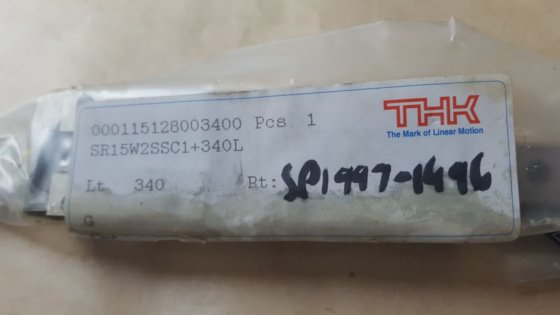 000115128003400 Pcs 1
SR15W2SSC1+340L
THK
The Mark of Linear Motion
Lt 340 Rt: SP1997-1496
G